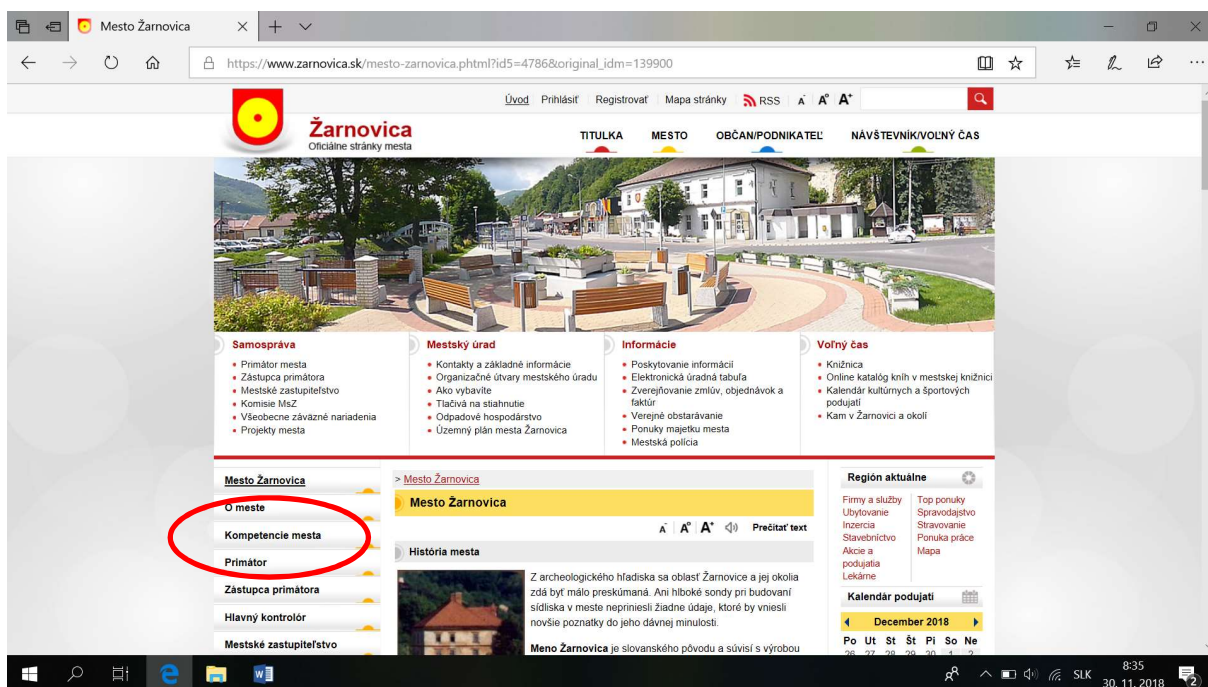 Mesto Žarnovica
https://www.zarnovica.sk/mesto-zarnovica.phtml?id5=4786&original_idm=139900
Úvod Prihlásiť Registrovať Mapa stránky RSS A- A° A+
Žarnovica
Oficiálne stránky mesta
TITULKA MESTO OBČAN/PODNIKATEĽ NÁVŠTEVNÍK/VOĽNÝ ČAS
Samospráva
Primátor mesta
Zástupca primátora
Mestské zastupiteľstvo
Komisie MsZ
Všeobecne záväzné nariadenia
Projekty mesta
Mestský úrad
Kontakty a základné informácie
Organizačné útvary mestského úradu
Ako vybavíte
Tlačivá na stiahnutie
Odpadové hospodárstvo
Územný plán mesta Žarnovica
Informácie
Poskytovanie informácií
Elektronická úradná tabuľa
Zverejňovanie zmlúv, objednávok a
faktúr
Verejné obstarávanie
Ponuky majetku mesta
Mestská polícia
Voľný čas
Knižnica
Online katalóg kníh v mestskej knižnici
Kalendár kultúrnych a športových
podujatí
Kam v Žarnovici a okolí
Mesto Žarnovica
O meste
Kompetencie mesta
Primátor
Zástupca primátora
Hlavný kontrolór
Mestské zastupiteľstvo
> Mesto Žarnovica
Mesto Žarnovica
A- A° A+ Prečítať text
História mesta
Z archeologického hľadiska sa oblasť Žarnovice a jej okolia
zdá byť málo preskúmaná. Ani hlboké sondy pri budovaní
sídliska v meste nepriniesli žiadne údaje, ktoré by vniesli
novšie poznatky do jeho dávnej minulosti.
Meno Žarnovica je slovanského pôvodu a súvisí s výrobou
Región aktuálne
Firmy a služby
Ubytovanie
Inzercia
Stavebníctvo
Akcie a
podujatia
Lekárne
Top ponuky
Spravodajstvo
Stravovanie
Ponuka práce
Mapa
Kalendár podujatí
December 2018
Po Ut St Št Pi So Ne
26 27 28 29 30 1 2
SLK
8:35
30. 11. 2018
2